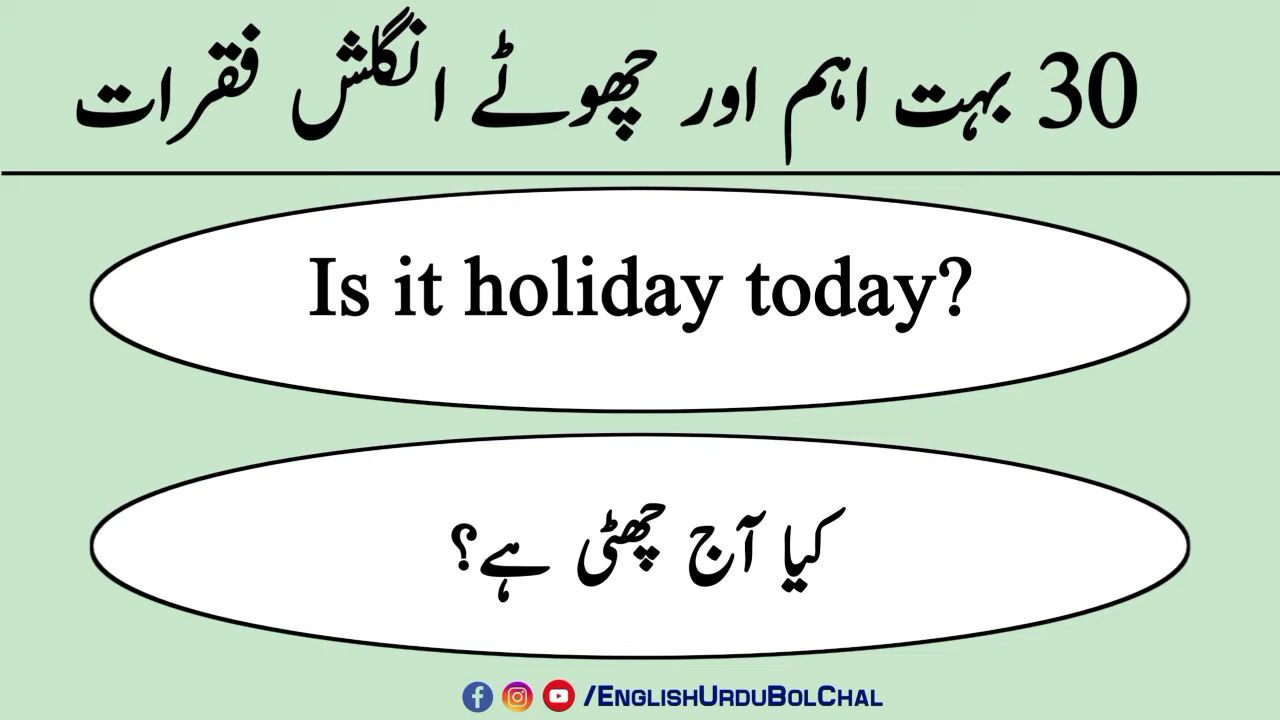 30 بہت اہم اور چھوٹے انگلش فقرات
Is it holiday today?
کیا آج چھٹی ہے؟
/EnglishUrduBolChal